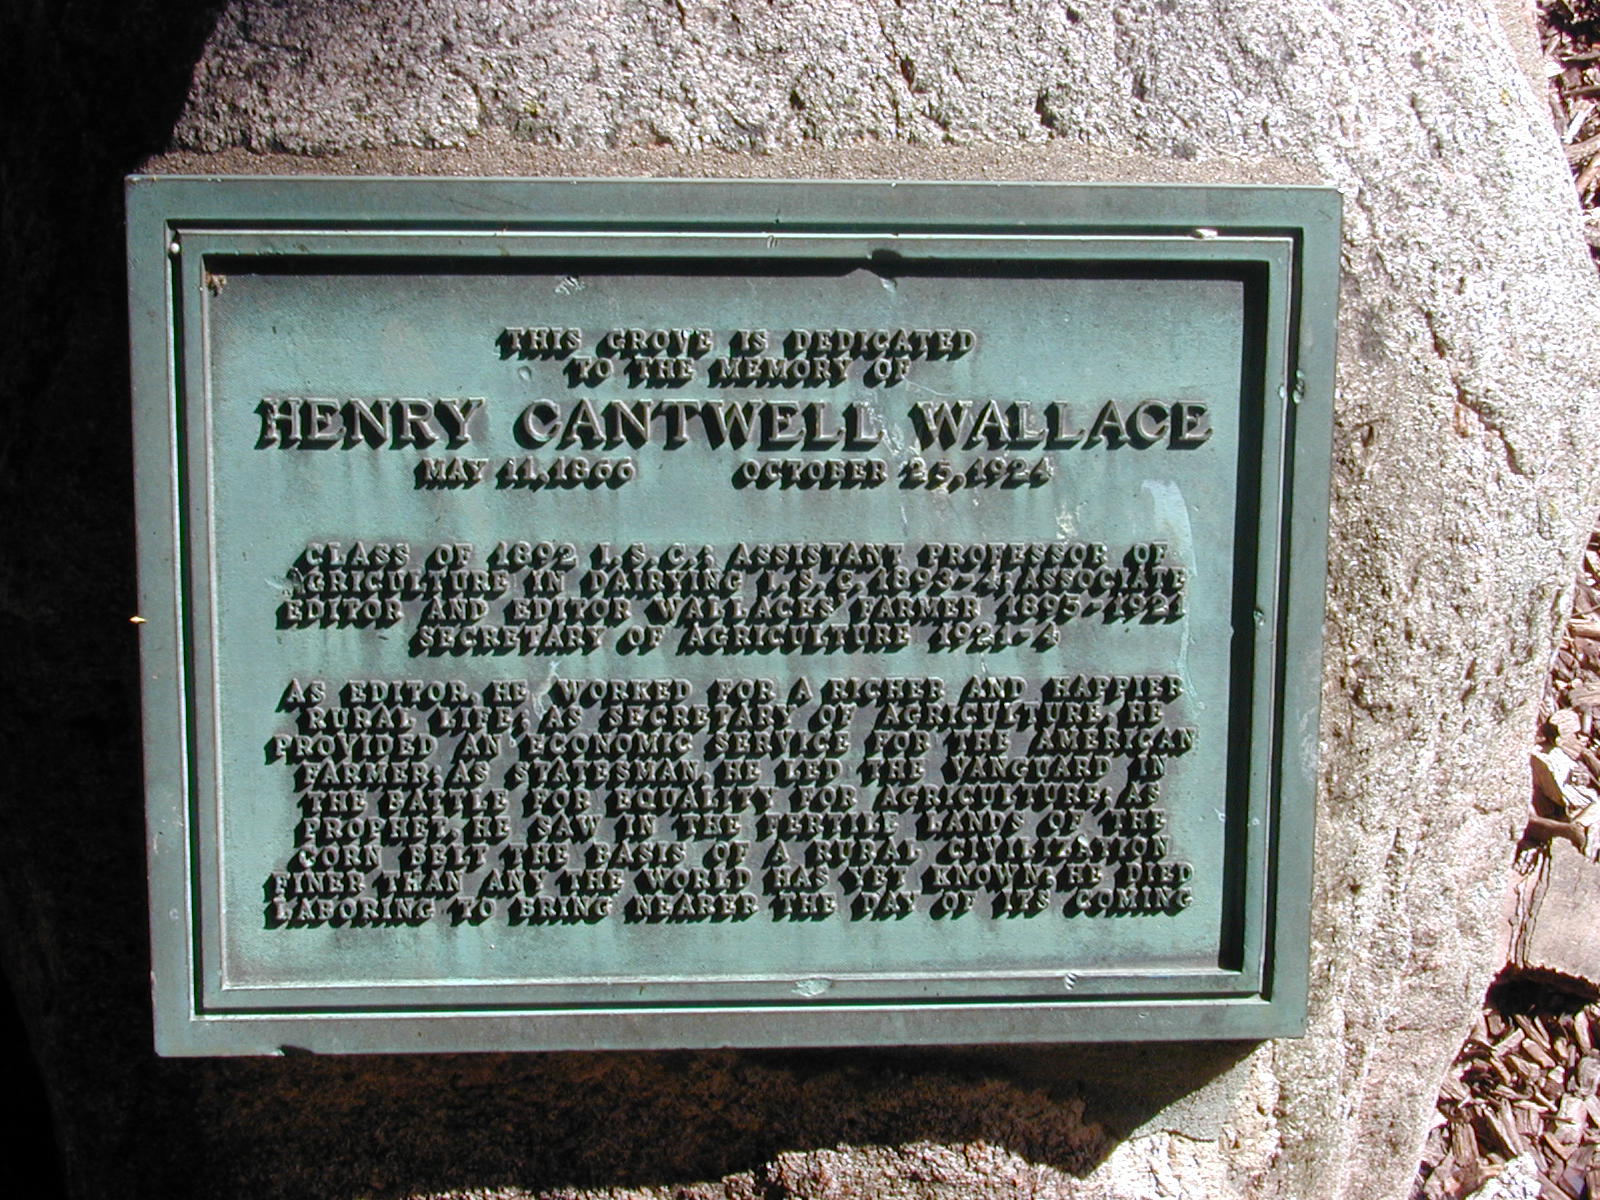 THIS GROVE IS DEDICATED
TO THE MEMORY OF
HENRY CANTWELL WALLACE
MAY 11, 1866 OCTOBER 25, 1924
CLASS OF 1892 I.S.C.; ASSISTANT PROFESSOR OF
AGRICULTURE IN DAIRYING I.S.C. 1893-4; ASSOCIATE
EDITOR AND EDITOR WALLACES' FARMER 1895-1921
SECRETARY OF AGRICULTURE 1921-4
AS EDITOR, HE WORKED FOR A RICHER AND HAPPIER
RURAL LIFE; AS SECRETARY OF AGRICULTURE, HE
PROVIDED AN ECONOMIC SERVICE FOR THE AMERICAN
FARMER; AS STATESMAN, HE LED THE VANGUARD IN
THE BATTLE FOR EQUALITY FOR AGRICULTURE; AS
PROPHET, HE SAW IN THE FERTILE LANDS OF THE
CORN BELT THE BASIS OF A RURAL CIVILIZATION
FINER THAN ANY THE WORLD HAS YET KNOWN; HE DIED
LABORING TO BRING NEARER THE DAY OF ITS COMING